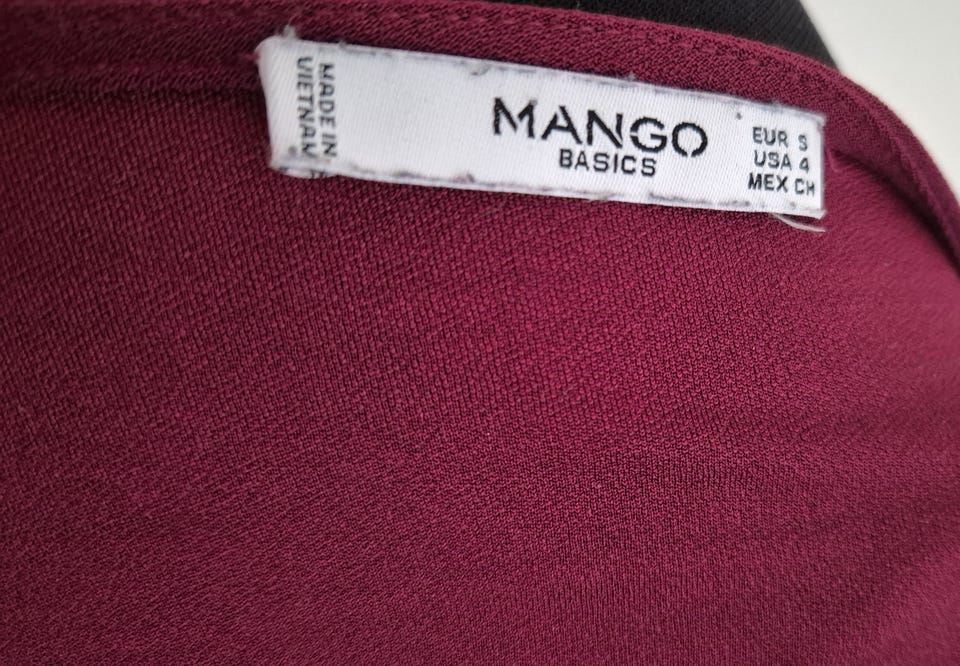 MADE IN
VIETNAM
MANGO
BASICS
EUR S
USA 4
MEX CH